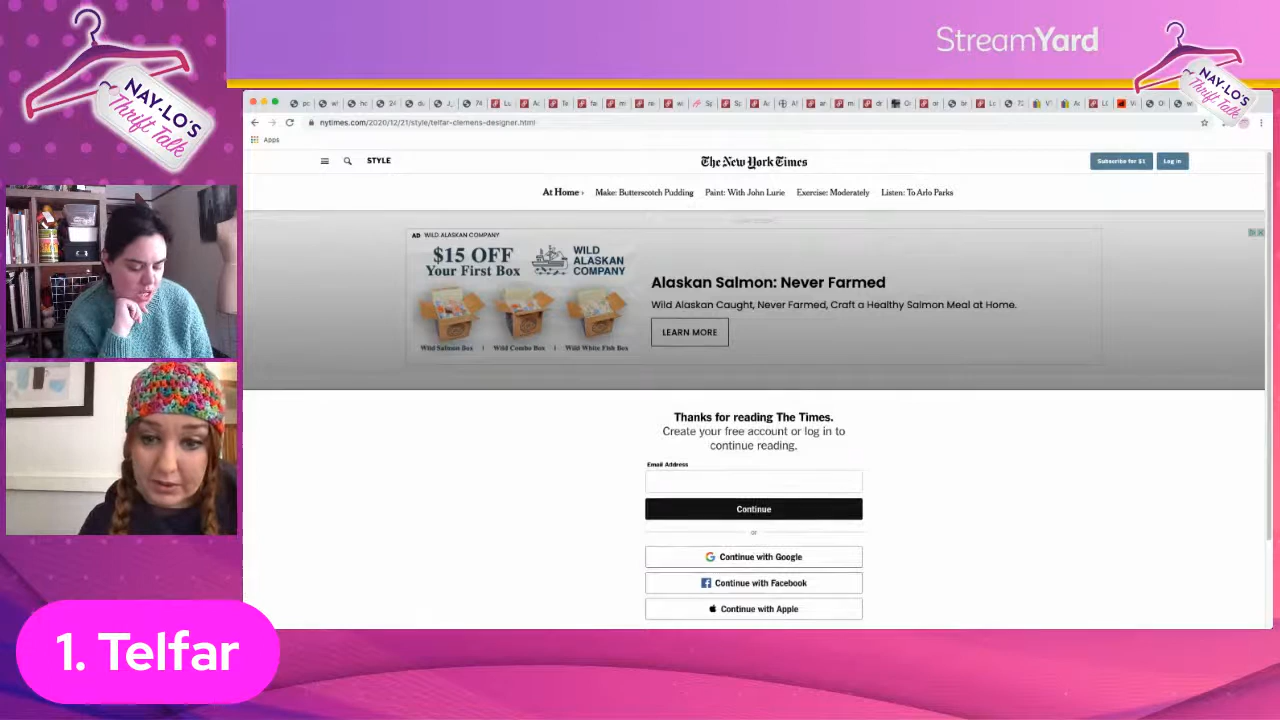 NAY-LO'S
Thrift Talk
StreamYard
NAY-LO'S
Thrift Talk
nytimes.com/2020/12/21/style/telfar-clemens-designer.html
Apps
STYLE
The New York Times
Subscribe for $1
Log in
At Home ›
Make: Butterscotch Pudding
Paint: With John Lurie
Exercise: Moderately
Listen: To Arlo Parks
AD WILD ALASKAN COMPANY
$15 OFF
Your First Box
WILD
ALASKAN
COMPANY
Wild Salmon Box | Wild Combo Box | Wild White Fish Box
Alaskan Salmon: Never Farmed
Wild Alaskan Caught, Never Farmed, Craft a Healthy Salmon Meal at Home.
LEARN MORE
Thanks for reading The Times.
Create your free account or log in to
continue reading.
Email Address
Continue
or
Continue with Google
Continue with Facebook
Continue with Apple
1. Telfar